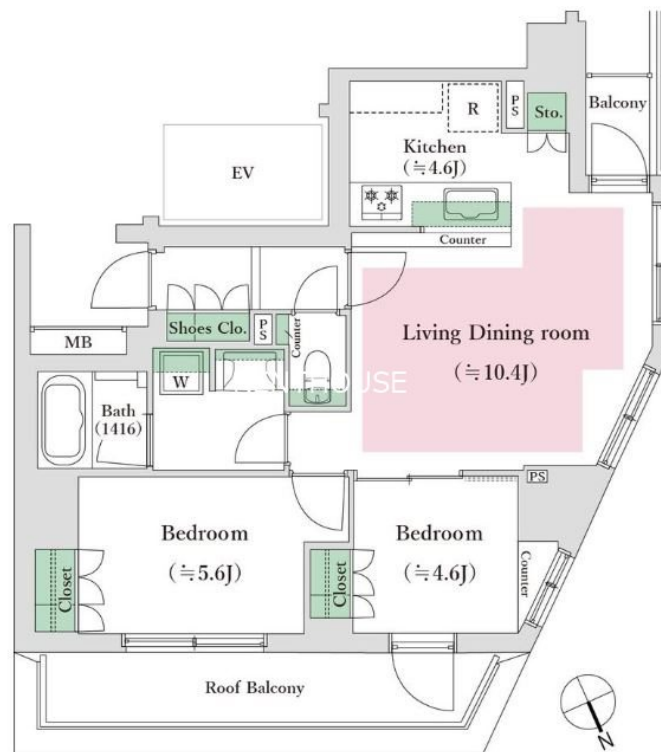 Balcony
R
PS
Sto.
Kitchen
(≒4.6J)
EV
Counter
Shoes Clo.
PS
Counter
MB
Living Dining room
(≒10.4J)
W
HOUSE
Bath
(1416)
PS
Bedroom
(≒5.6J)
Bedroom
(≒4.6J)
Closet
Closet
Counter
Roof Balcony
N